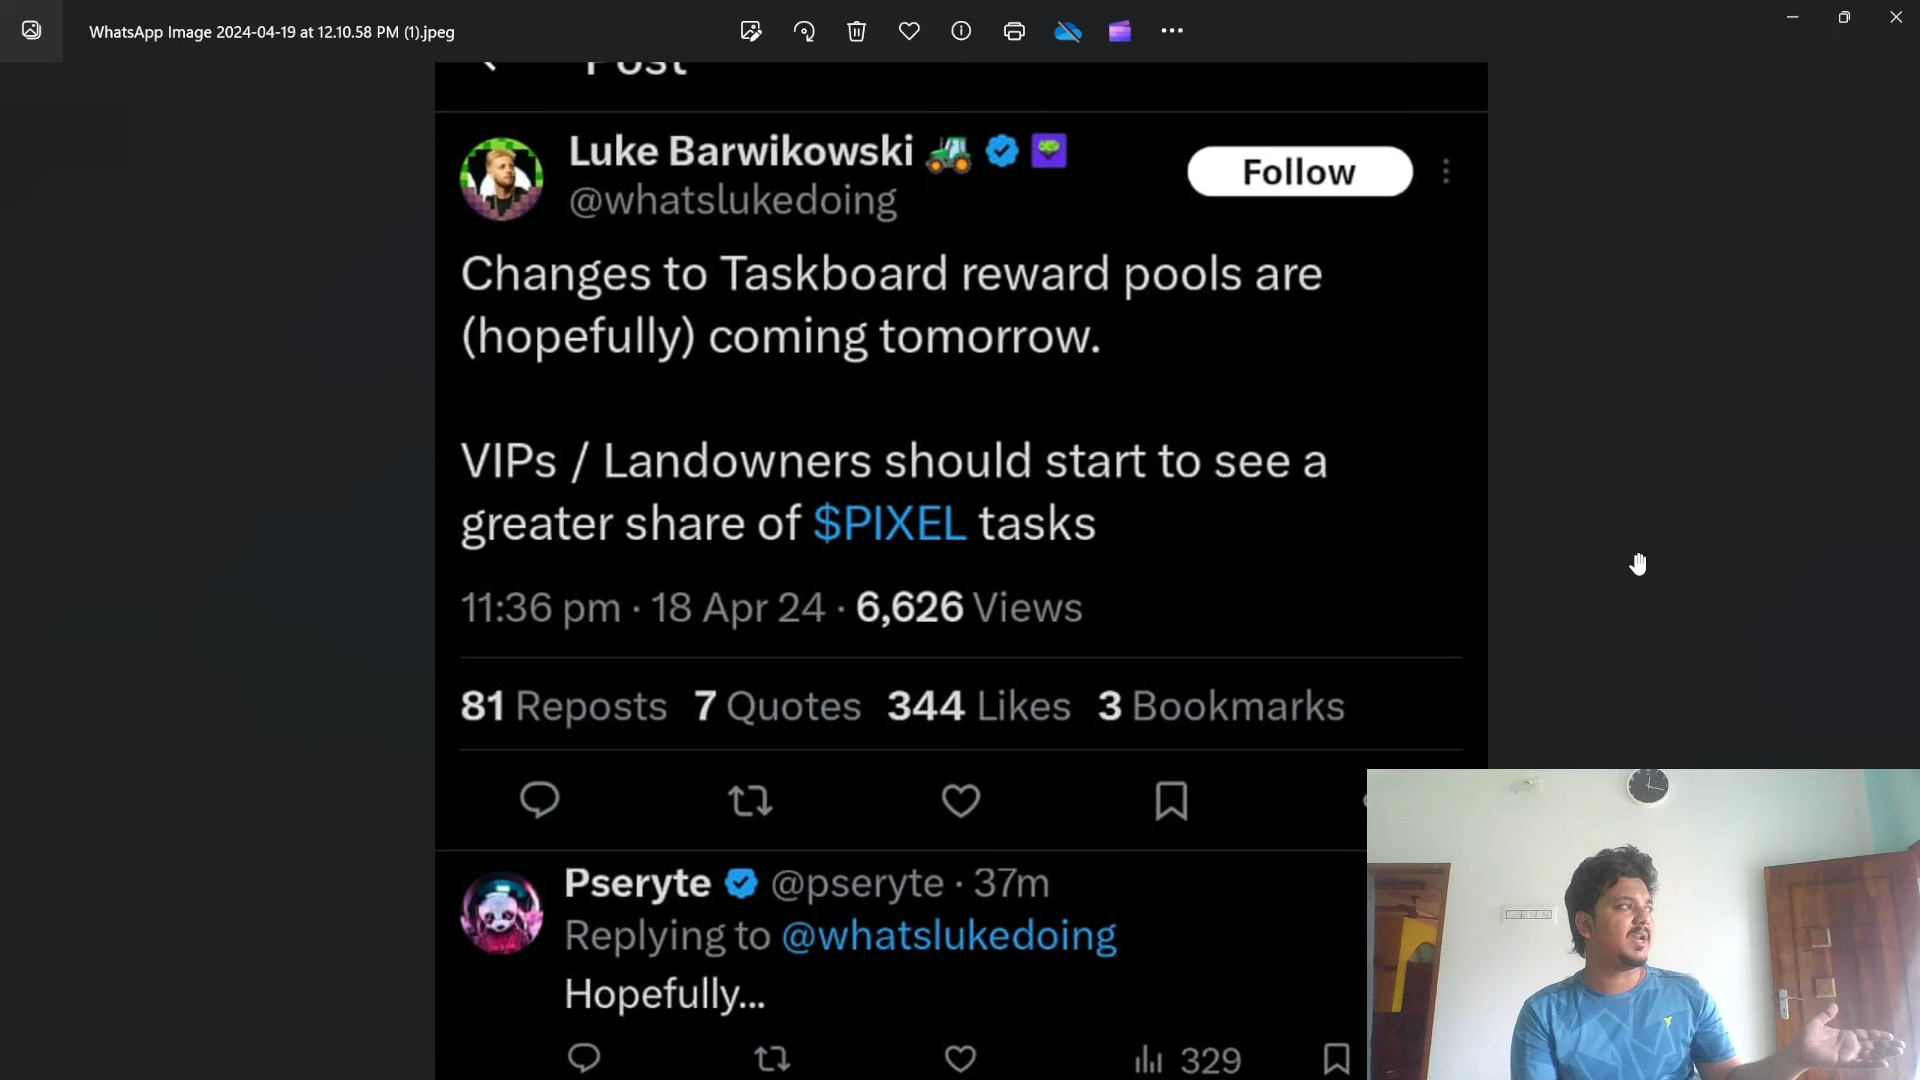 WhatsApp Image 2024-04-19 at 12.10.58 PM (1).jpeg
Post
Luke Barwikowski
@whatslukedoing
Follow
Changes to Taskboard reward pools are
(hopefully) coming tomorrow.
VIPs / Landowners should start to see a
greater share of $PIXEL tasks
11:36 pm · 18 Apr 24 · 6,626 Views
81 Reposts 7 Quotes 344 Likes 3 Bookmarks
Pseryte @pseryte · 37m
Replying to @whatslukedoing
Hopefully...
329